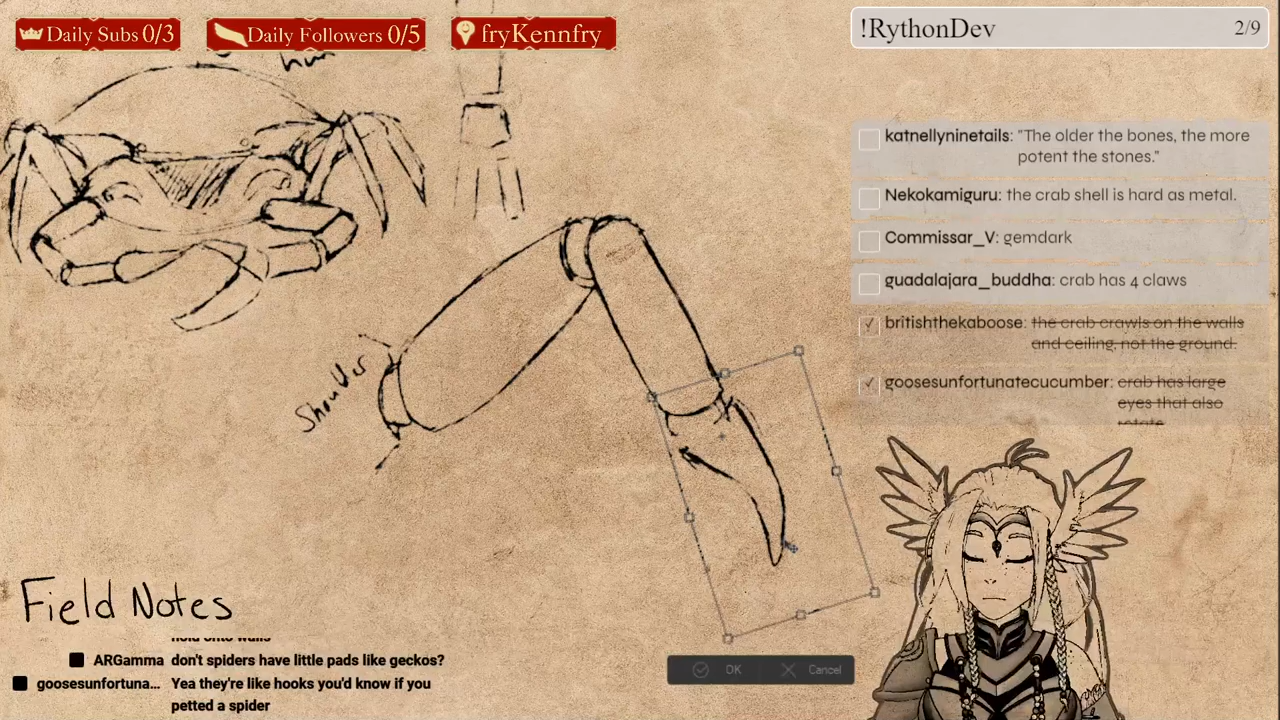 Daily Subs 0/3
Daily Followers 0/5
fryKennfry
!RythonDev 2/9
katnellyninetails: "The older the bones, the more
potent the stones."
Nekokamiguru: the crab shell is hard as metal.
Commissar_V: gemdark
guadalajara_buddha: crab has 4 claws
britishthekaboose: the crab crawls on the walls
and ceiling, not the ground.
goosesunfortunatecucumber: crab has large
eyes that also
rotate
Shoulder
Field Notes
hold onto walls
ARGamma don't spiders have little pads like geckos?
goosesunfortuna... Yea they're like hooks you'd know if you
petted a spider
OK Cancel